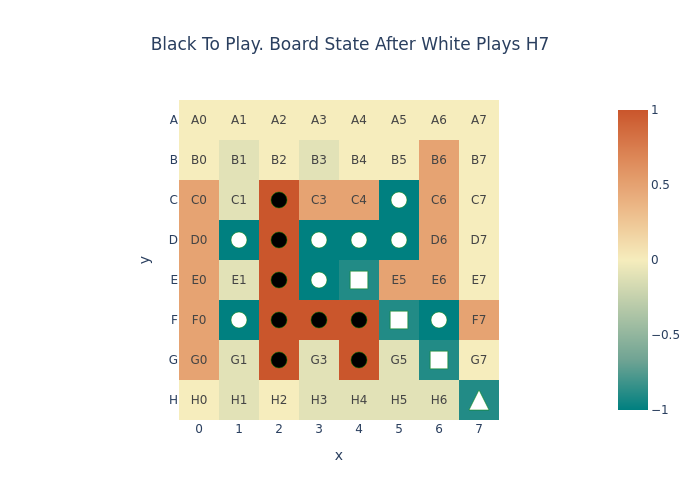 Black To Play. Board State After White Plays H7
A A0 A1 A2 A3 A4 A5 A6 A7
B B0 B1 B2 B3 B4 B5 B6 B7
C C0 C1 C3 C4 C6 C7
D D0 D6 D7
E E0 E1 E5 E6 E7
F F0 F7
G G0 G1 G3 G5 G7
H H0 H1 H2 H3 H4 H5 H6
0 1 2 3 4 5 6 7
x
y
1
0.5
0
−0.5
−1